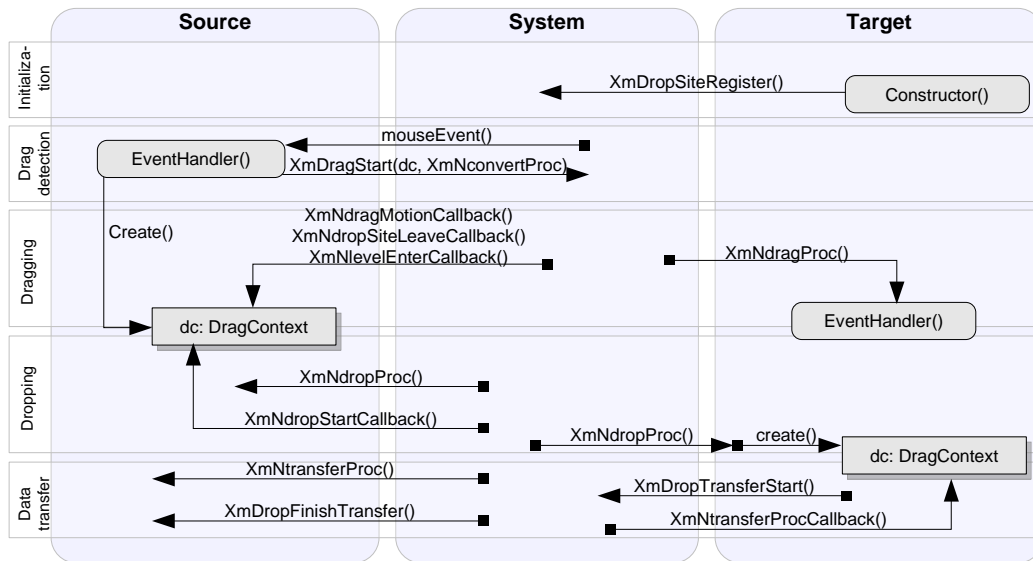 Source
System
Target
Initializa-
tion
XmDropSiteRegister()
Constructor()
Drag
detection
mouseEvent()
EventHandler()
XmDragStart(dc, XmNconvertProc)
Create()
Dragging
XmNdragMotionCallback()
XmNdropSiteLeaveCallback()
XmNlevelEnterCallback()
XmNdragProc()
dc: DragContext
EventHandler()
Dropping
XmNdropProc()
XmNdropStartCallback()
XmNdropProc()
create()
dc: DragContext
Data
transfer
XmNtransferProc()
XmDropTransferStart()
XmDropFinishTransfer()
XmNtransferProcCallback()